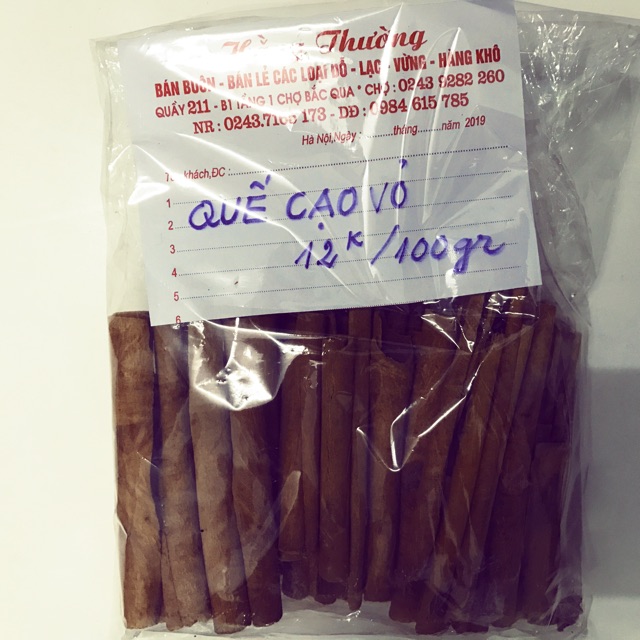 Thường
BÁN BUÔN - BÁN LẺ CÁC LOẠI ĐỖ - LẠC - VỪNG - HÀNG KHÔ
QUẦY 211 - B1 TẦNG 1 CHỢ BẮC QUA * CHỢ : 0243 9282 260
NR : 0243.7165 173 - DĐ : 0984 615 785
Hà Nội,Ngày : ............tháng.........năm 2019
khách,ĐC :
1
QUẾ CẠO VỎ
2
3
12K/100gr
4
5
6